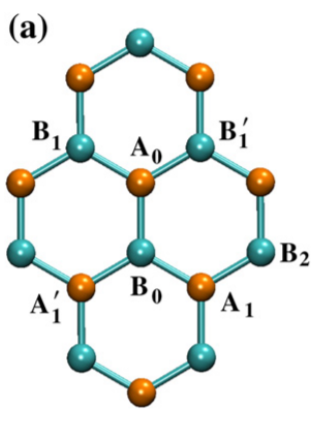 (a)
B₁ A₀ B₁′
B₂
A₁′ B₀ A₁